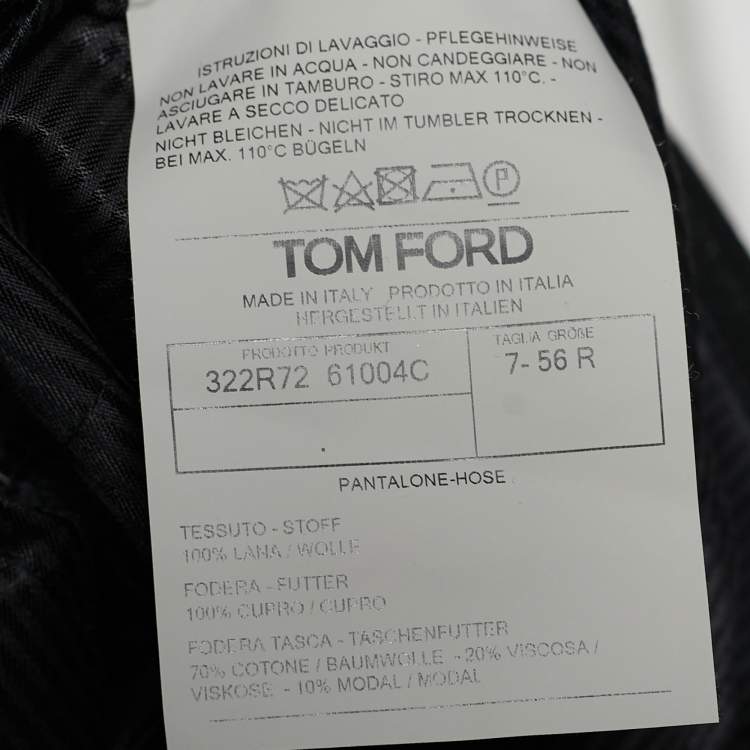 ISTRUZIONI DI LAVAGGIO - PFLEGEHINWEISE
NON LAVARE IN ACQUA - NON CANDEGGIARE - NON
ASCIUGARE IN TAMBURO - STIRO MAX 110°C. -
LAVARE A SECCO DELICATO
NICHT BLEICHEN - NICHT IM TUMBLER TROCKNEN -
BEI MAX. 110°C BÜGELN
P
TOM FORD
MADE IN ITALY PRODOTTO IN ITALIA
HERGESTELLT IN ITALIEN
PRODOTTO PRODUKT
322R72 61004C
TAGLIA GRÖßE
7- 56 R
PANTALONE-HOSE
TESSUTO - STOFF
100% LANA / WOLLE
FODERA - FUTTER
100% CUPRO / CUPRO
FODERA TASCA - TASCHENFUTTER
70% COTONE / BAUMWOLLE - 20% VISCOSA /
VISKOSE - 10% MODAL / MODAL